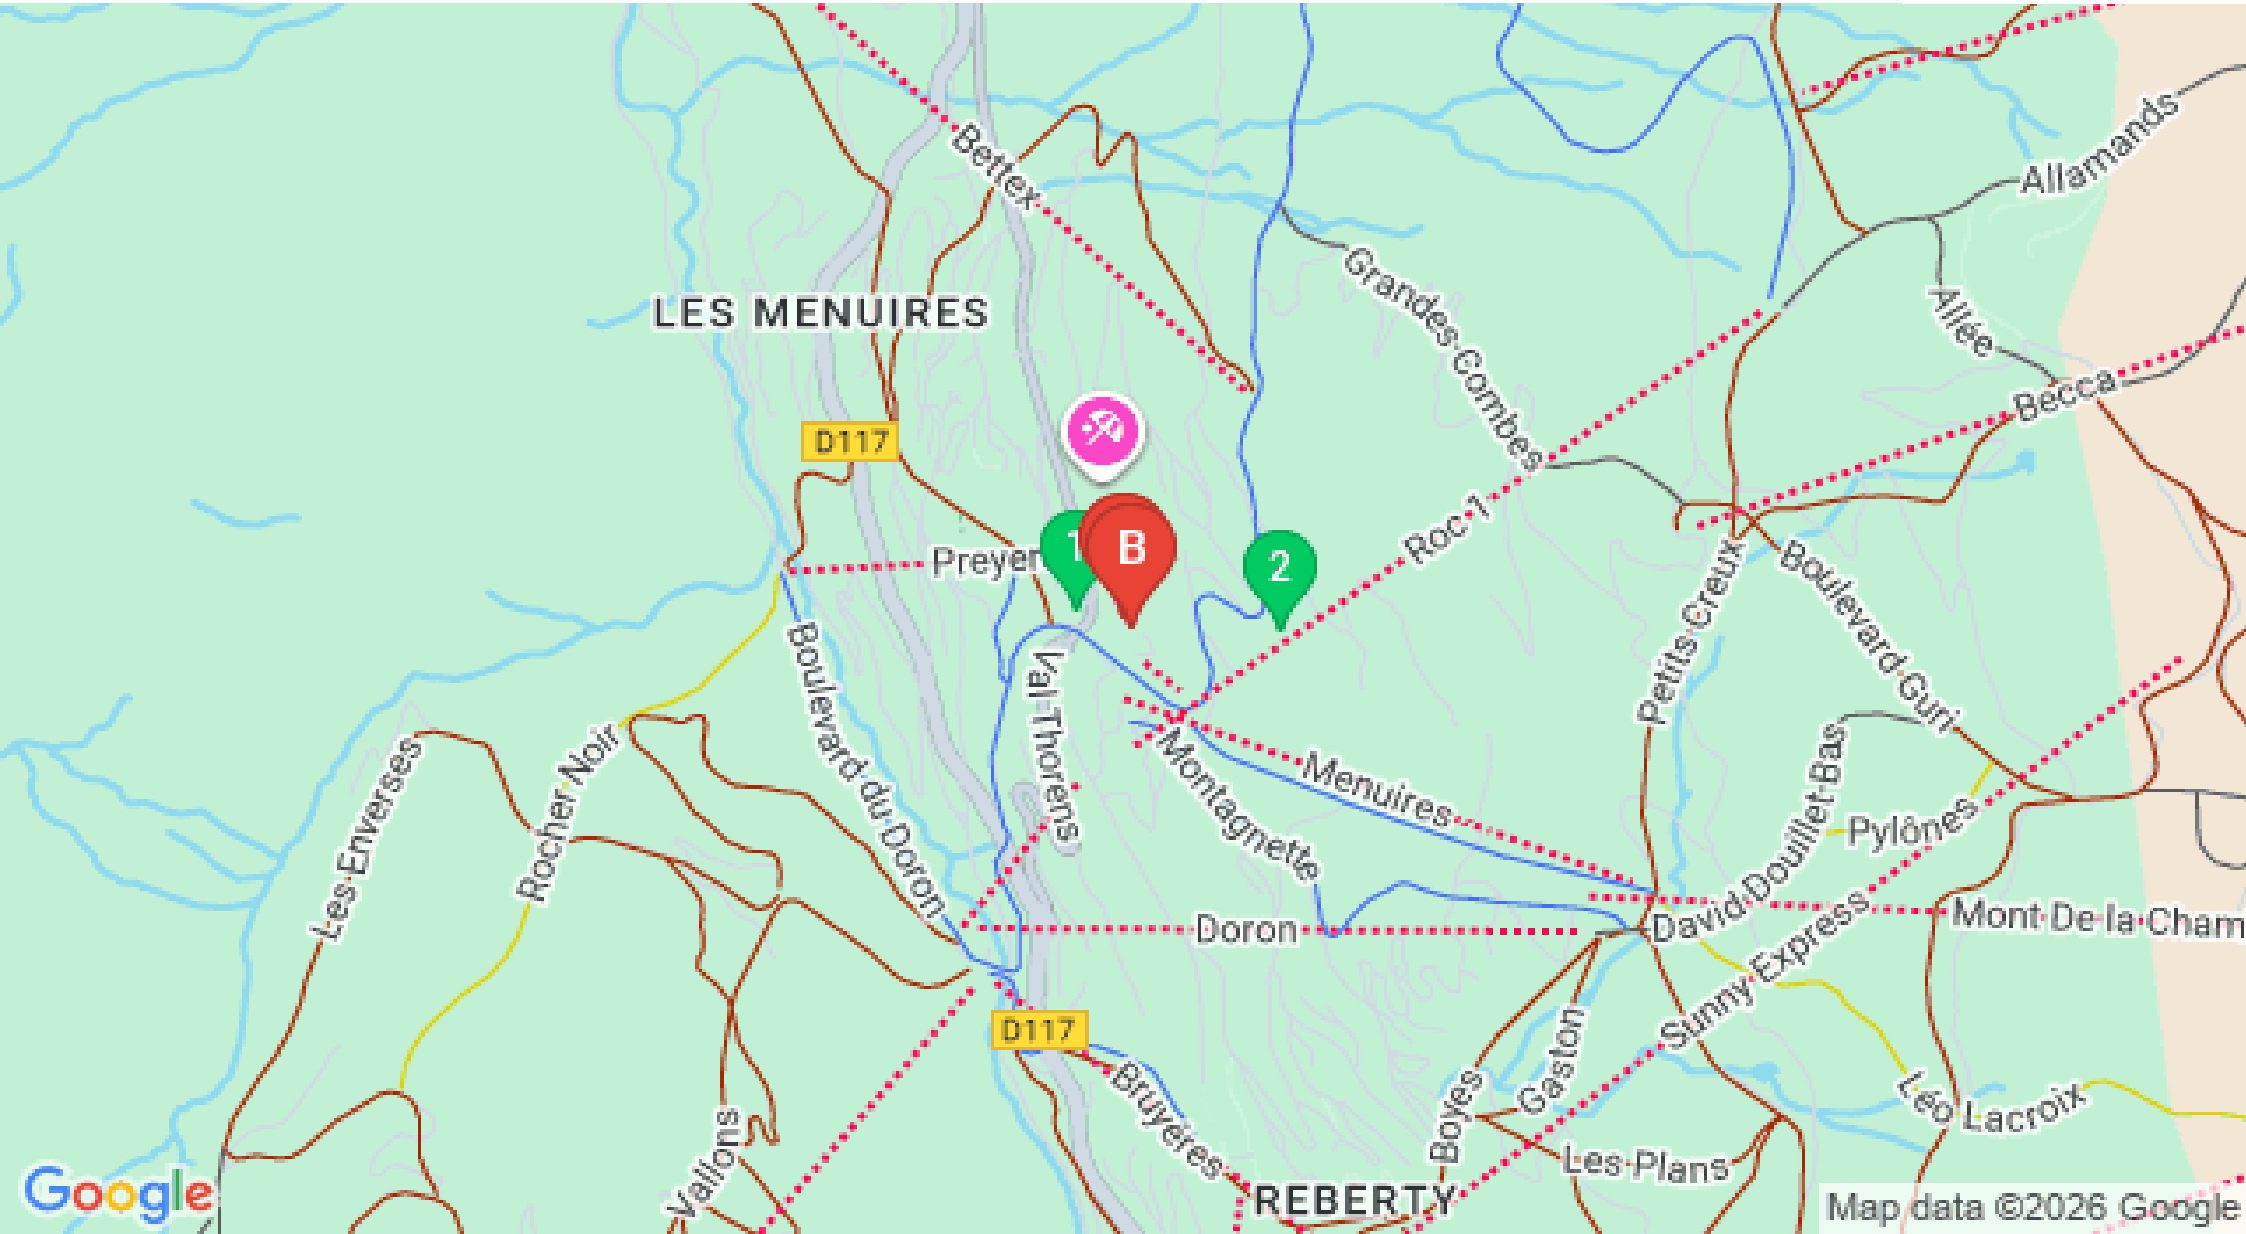 Bettex
Allamands
Grandes Combes
Allée
LES MENUIRES
Becca
D117
Roc 1
Preyer
1
B
2
Petits Creux
Boulevard Guri
Boulevard du Doron
Val Thorens
Rocher Noir
Les Enverses
Montagnette
Menuires
David Douillet Bas
Pylônes
Doron
Mont De la Cham
Sunny Express
D117
Bruyères
Boyes
Gaston
Léo Lacroix
Les Plans
Vallons
REBERTY
Google
Map data ©2026 Google